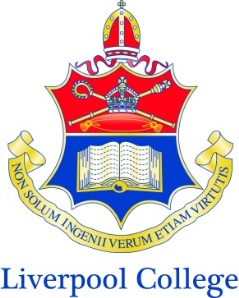 NON SOLUM INGENII VERUM ETIAM VIRTUTIS
Liverpool College